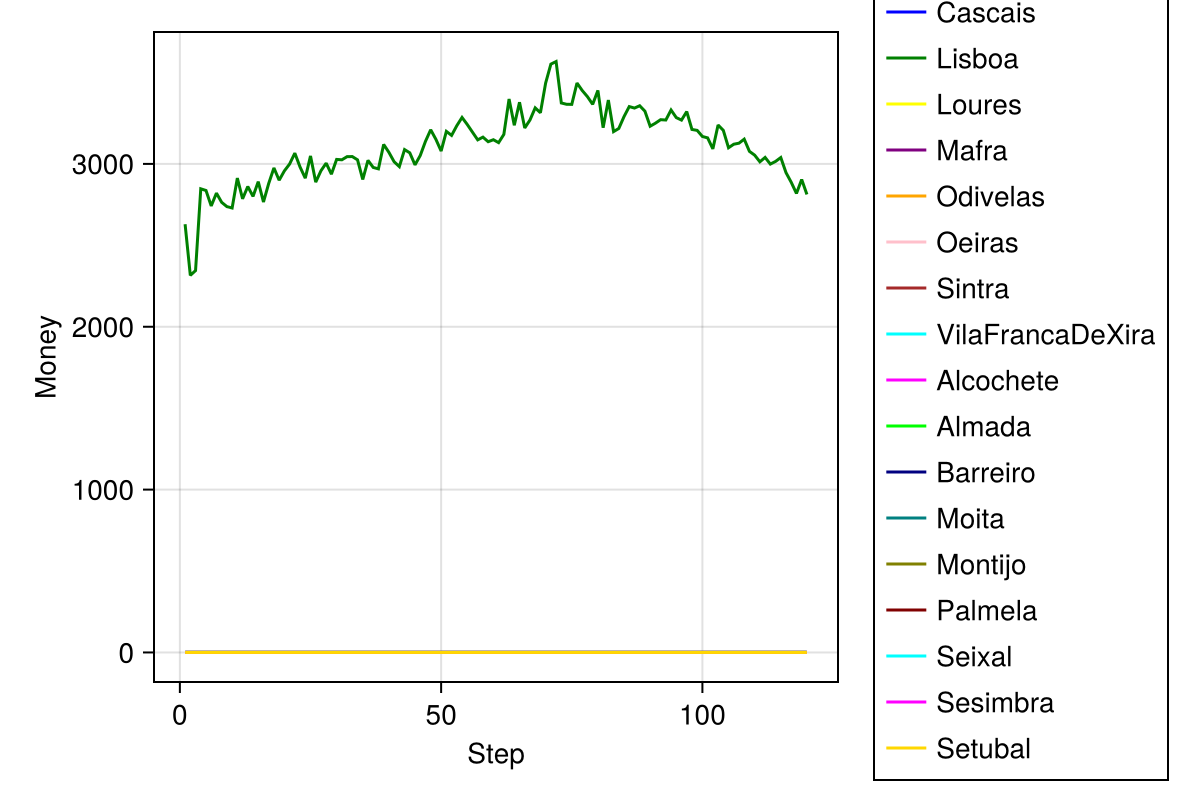 Money
3000
2000
1000
0
0
50
100
Step
Cascais
Lisboa
Loures
Mafra
Odivelas
Oeiras
Sintra
VilaFrancaDeXira
Alcochete
Almada
Barreiro
Moita
Montijo
Palmela
Seixal
Sesimbra
Setubal